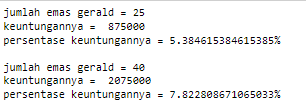 jumlah emas gerald = 25
keuntungannya =  875000
persentase keuntungannya = 5.384615384615385%

jumlah emas gerald = 40
keuntungannya =  2075000
persentase keuntungannya = 7.822808671065033%